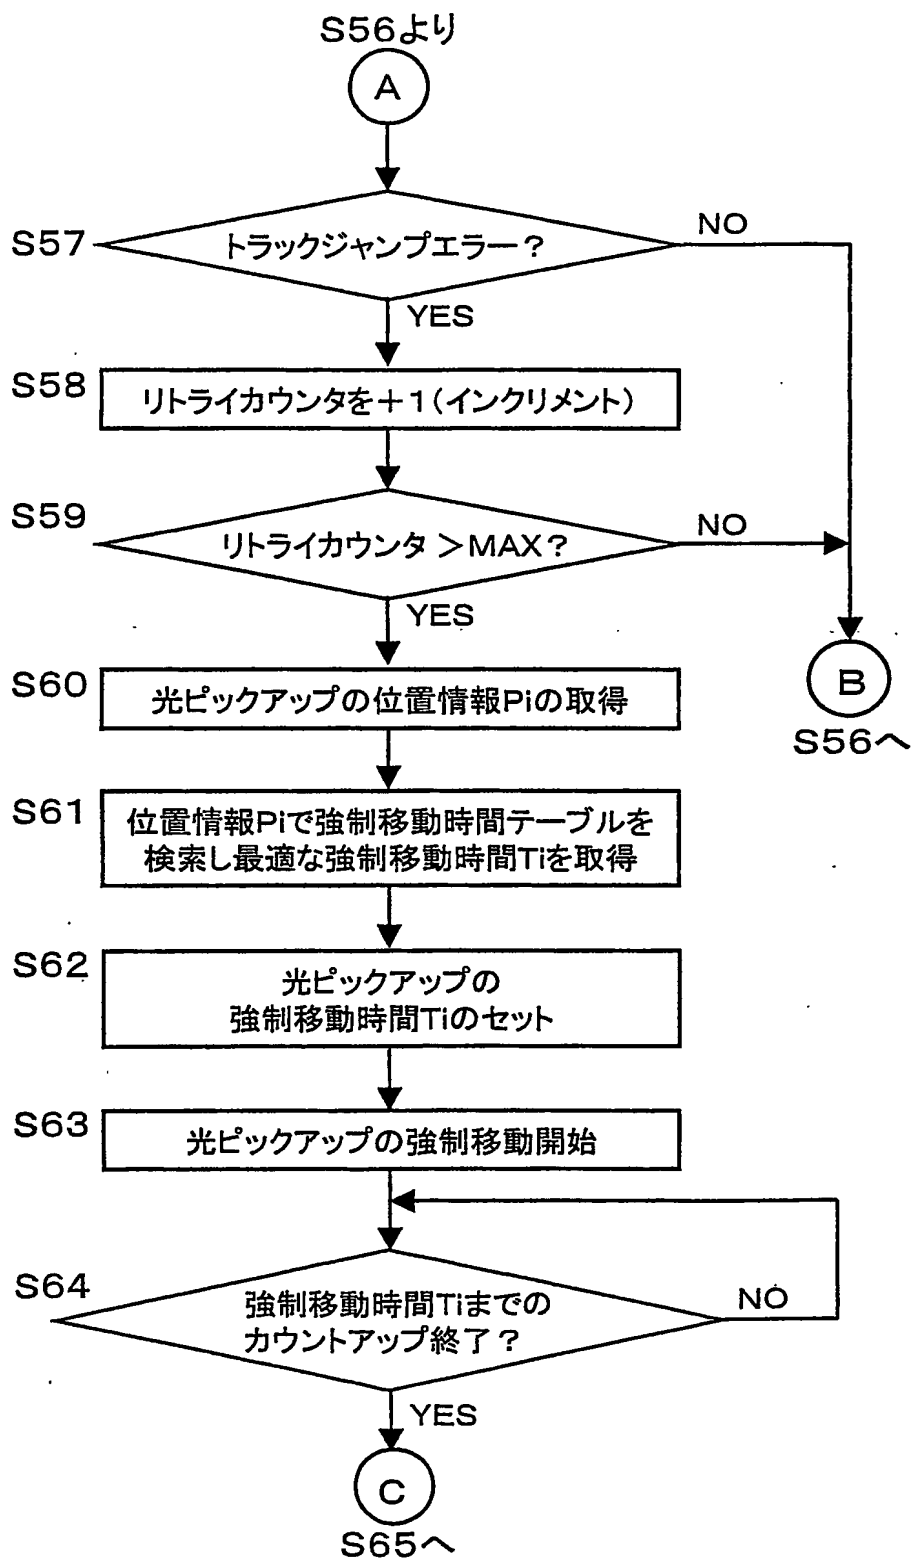 S56より
A
S57
トラックジャンプエラー？
NO
YES
S58
リトライカウンタを＋1（インクリメント）
S59
リトライカウンタ ＞MAX？
NO
YES
S60
光ピックアップの位置情報Piの取得
B
S56へ
S61
位置情報Piで強制移動時間テーブルを
検索し最適な強制移動時間Tiを取得
S62
光ピックアップの
強制移動時間Tiのセット
S63
光ピックアップの強制移動開始
S64
強制移動時間Tiまでの
カウントアップ終了？
NO
YES
C
S65へ